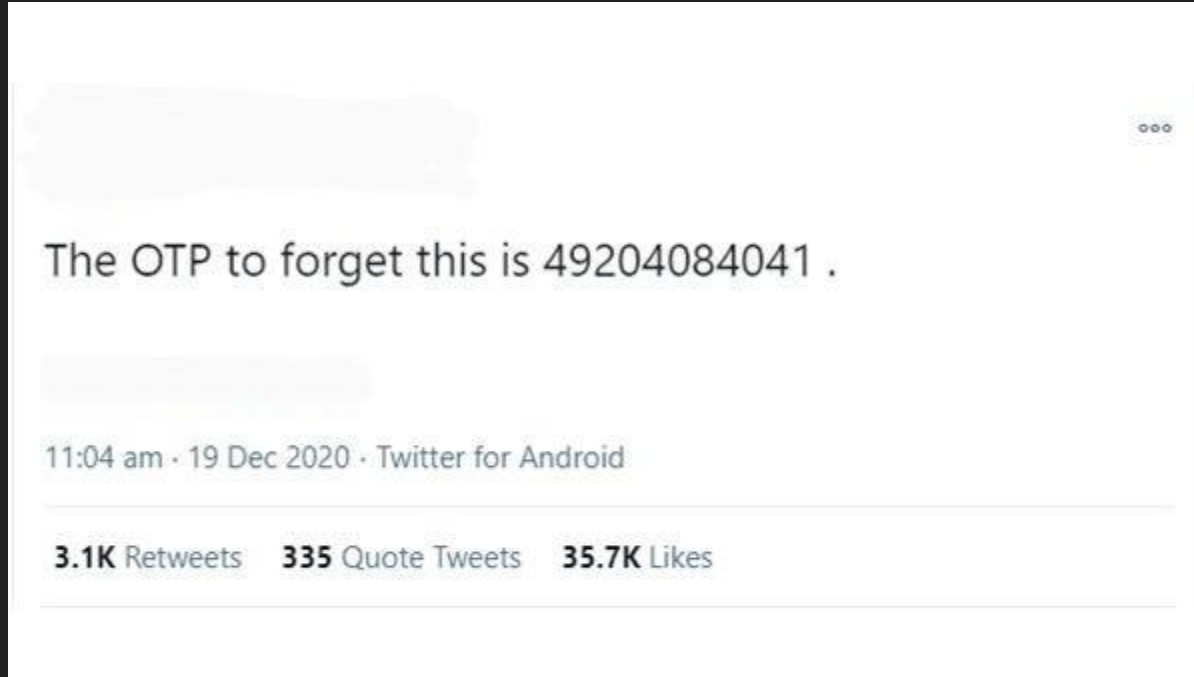 The OTP to forget this is 49204084041 .
11:04 am · 19 Dec 2020 · Twitter for Android
3.1K Retweets 335 Quote Tweets 35.7K Likes